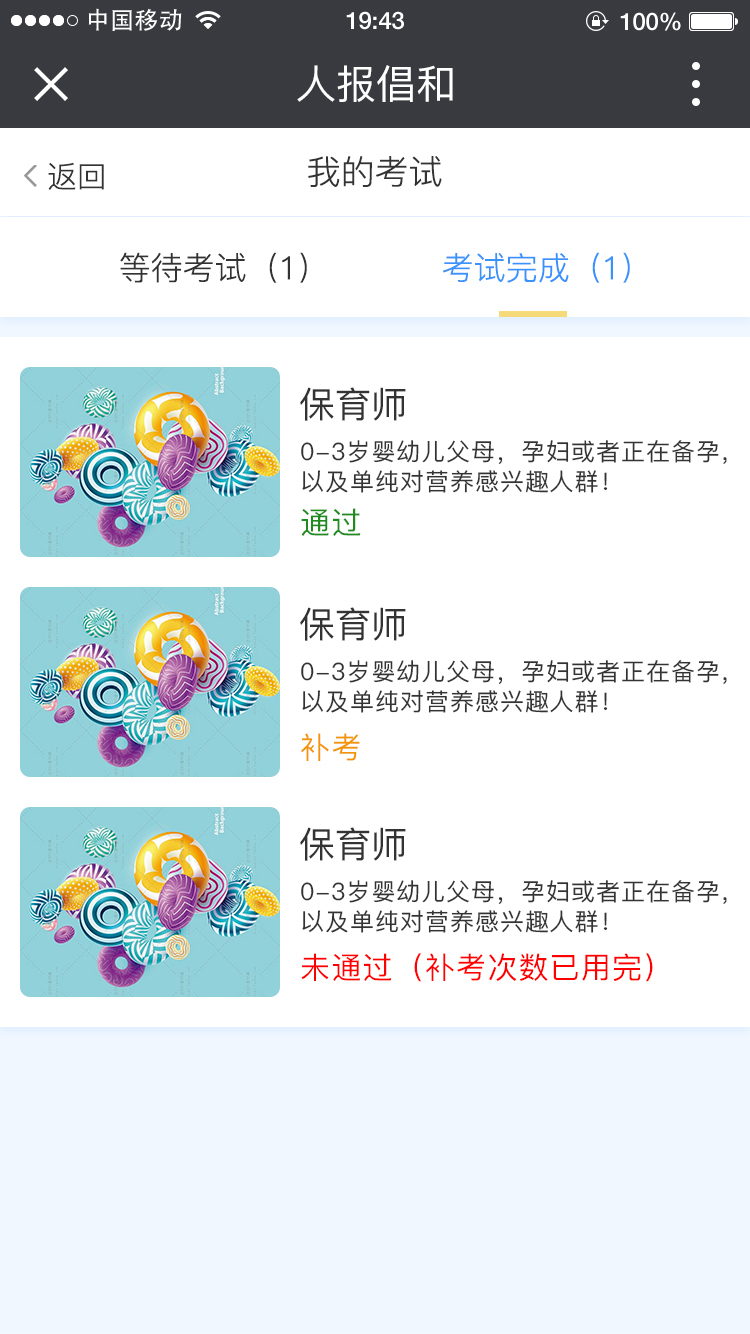 中国移动 19:43 100%
人报倡和
返回 我的考试
等待考试（1） 考试完成（1）
Abstract
Background
保育师
0-3岁婴幼儿父母，孕妇或者正在备孕，
以及单纯对营养感兴趣人群！
通过
Abstract
Background
保育师
0-3岁婴幼儿父母，孕妇或者正在备孕，
以及单纯对营养感兴趣人群！
补考
Abstract
Background
保育师
0-3岁婴幼儿父母，孕妇或者正在备孕，
以及单纯对营养感兴趣人群！
未通过（补考次数已用完）